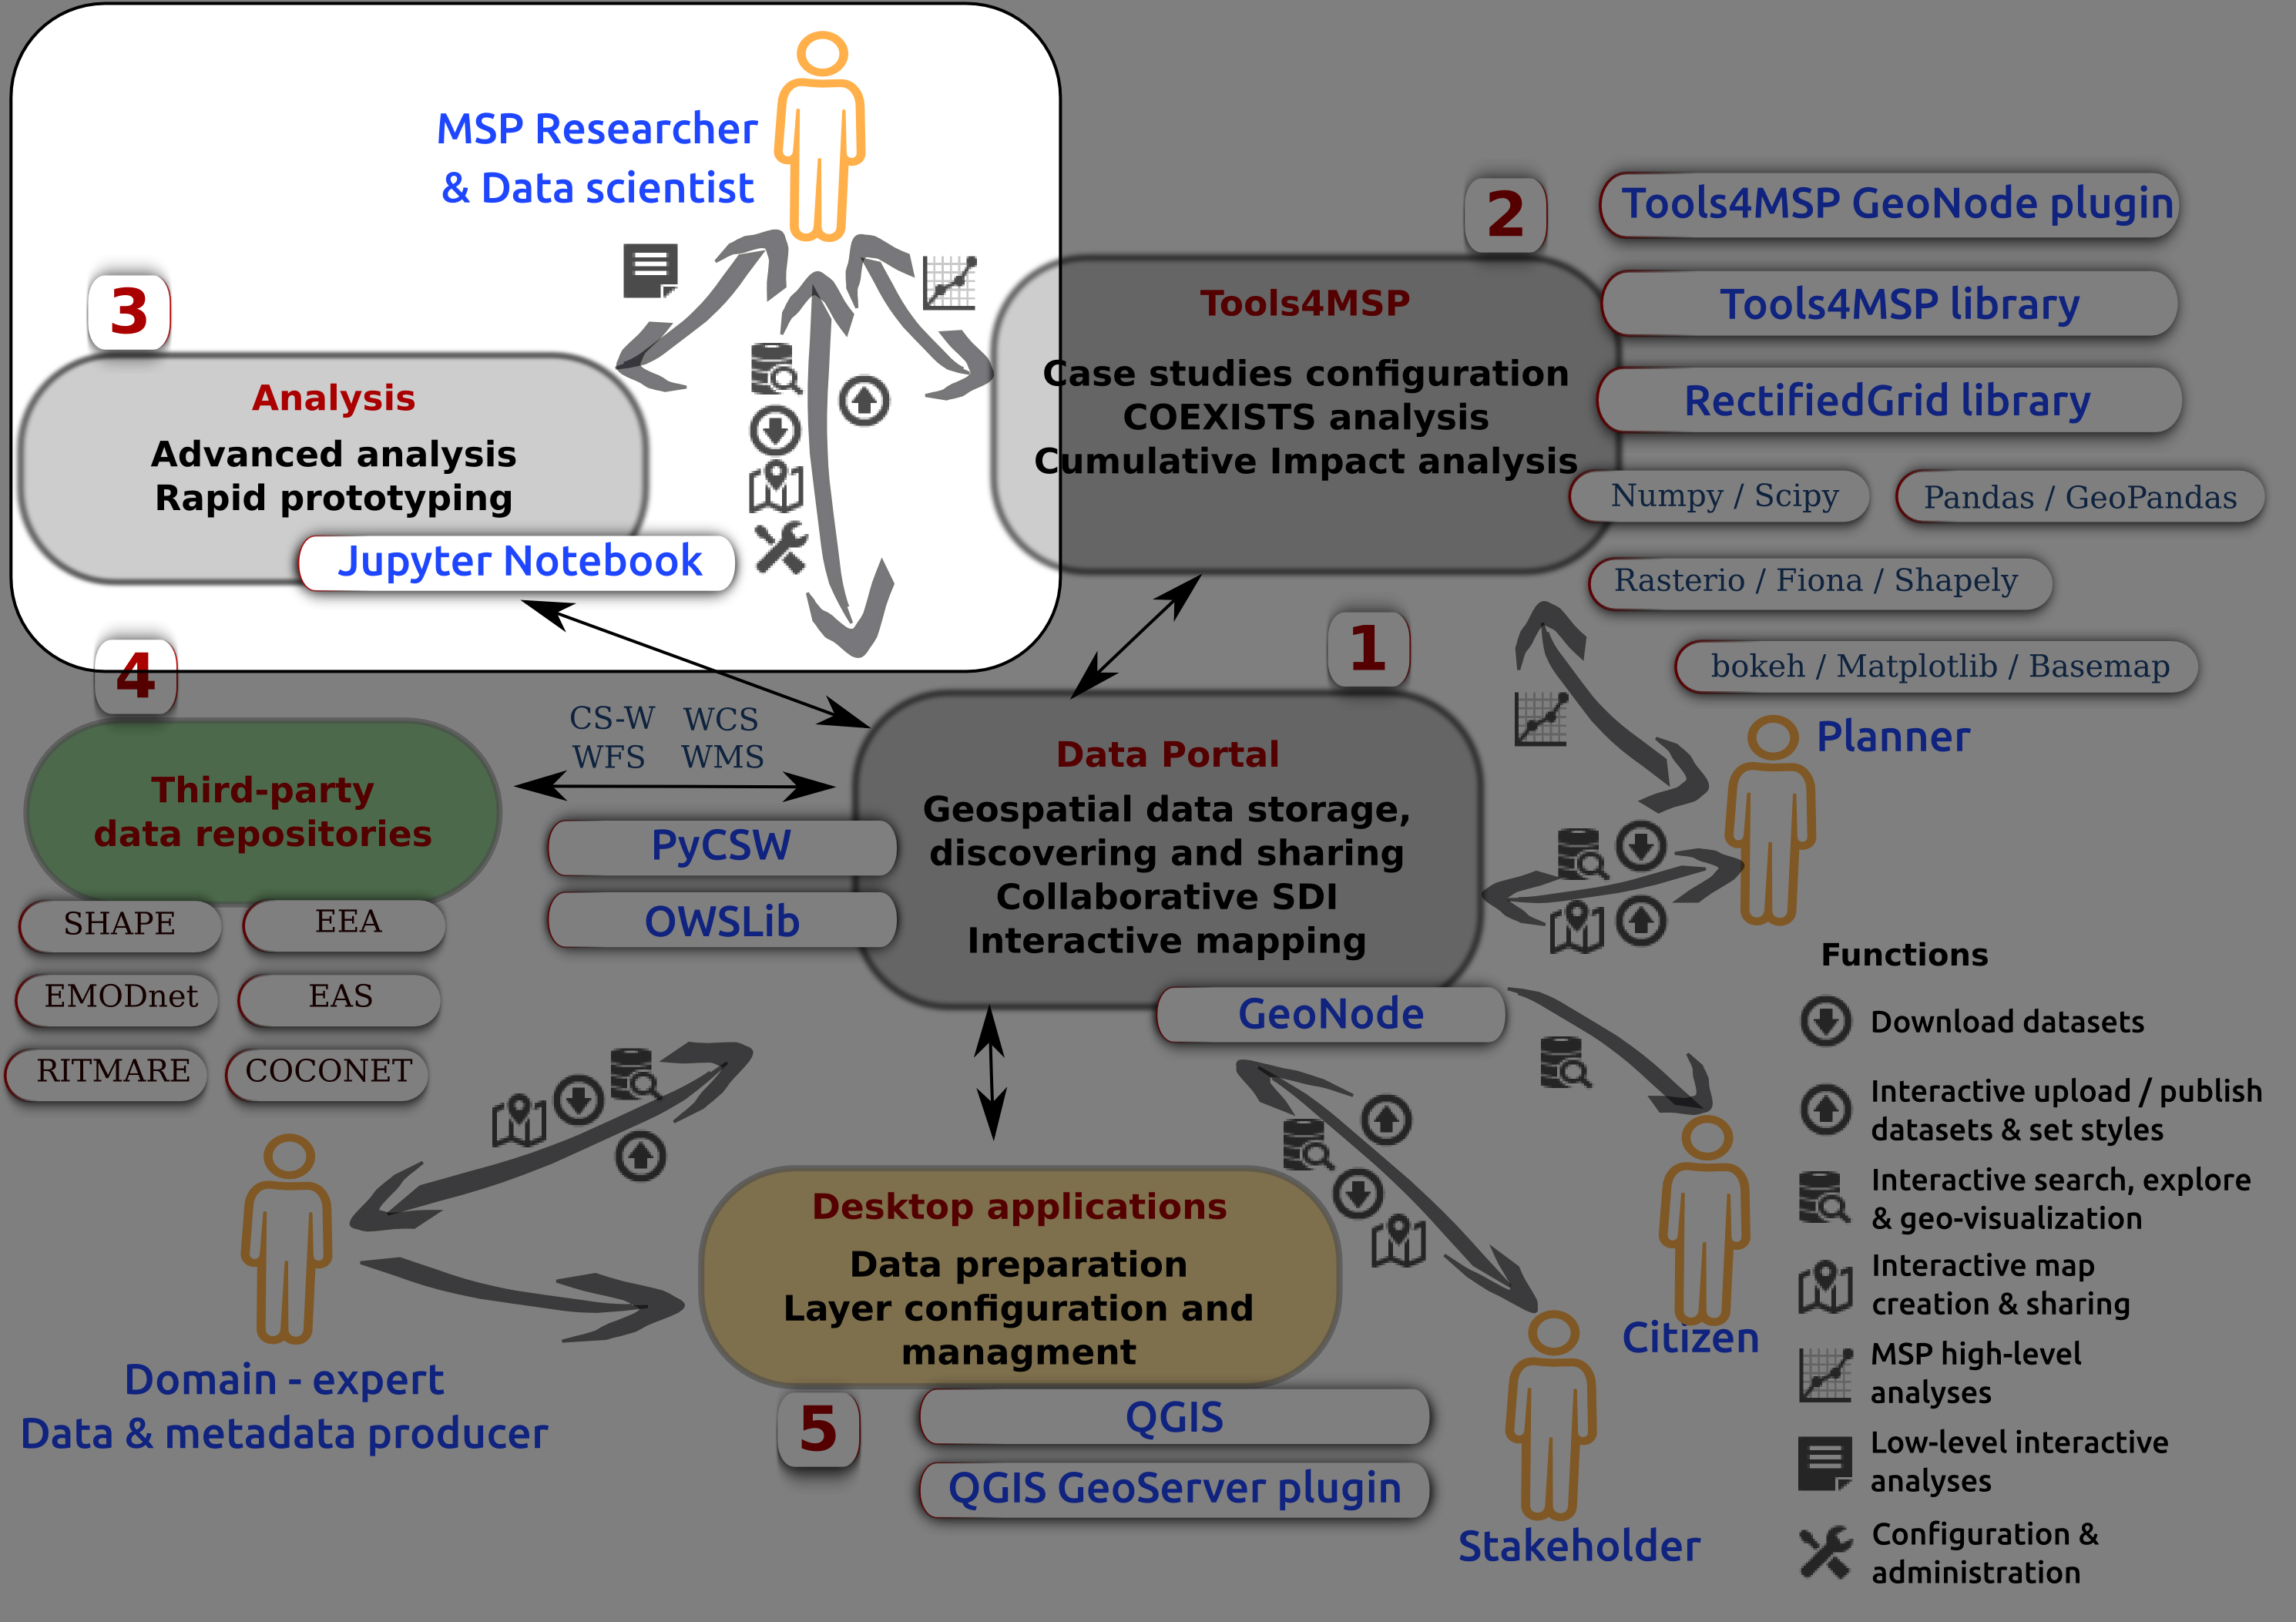 MSP Researcher
& Data scientist
3
Analysis
Advanced analysis
Rapid prototyping
Jupyter Notebook
2
Tools4MSP
Case studies configuration
COEXISTS analysis
Cumulative Impact analysis
Tools4MSP GeoNode plugin
Tools4MSP library
RectifiedGrid library
Numpy / Scipy
Pandas / GeoPandas
Rasterio / Fiona / Shapely
bokeh / Matplotlib / Basemap
4
Third-party
data repositories
SHAPE
EEA
EMODnet
EAS
RITMARE
COCONET
CS-W WCS
WFS WMS
PyCSW
OWSLib
1
Data Portal
Geospatial data storage,
discovering and sharing
Collaborative SDI
Interactive mapping
GeoNode
Planner
Domain - expert
Data & metadata producer
Desktop applications
Data preparation
Layer configuration and
managment
5
QGIS
QGIS GeoServer plugin
Citizen
Stakeholder
Functions
Download datasets
Interactive upload / publish
datasets & set styles
Interactive search, explore
& geo-visualization
Interactive map
creation & sharing
MSP high-level
analyses
Low-level interactive
analyses
Configuration &
administration